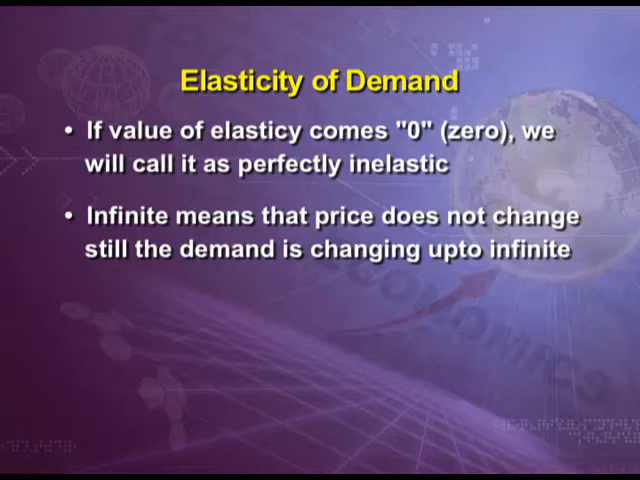 Elasticity of Demand
• If value of elasticy comes "0" (zero), we
will call it as perfectly inelastic
• Infinite means that price does not change
still the demand is changing upto infinite
ECONOMICS